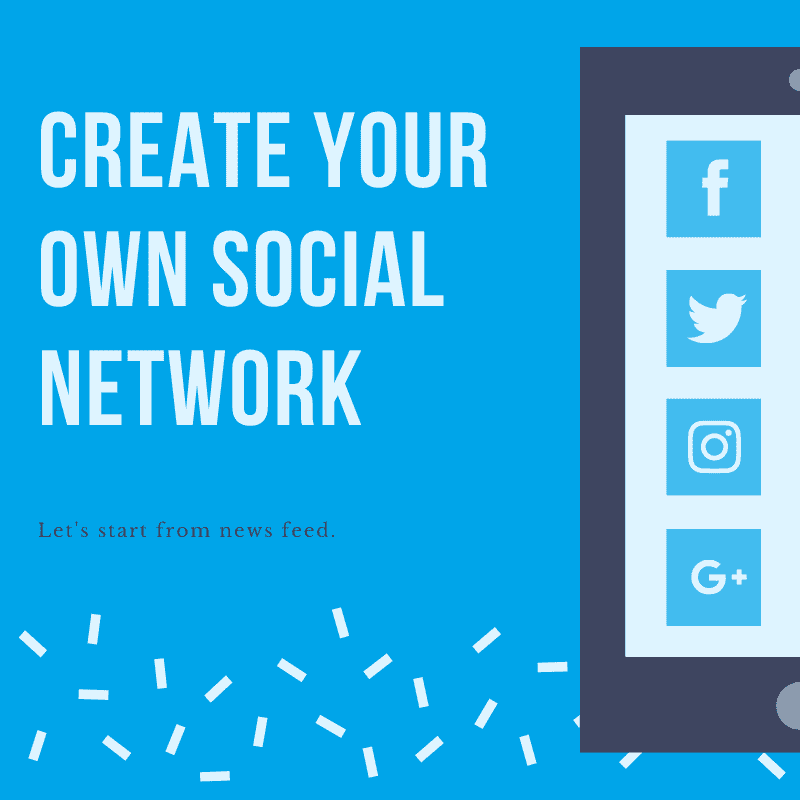 CREATE YOUR
OWN SOCIAL
NETWORK
Let's start from news feed.
f
G+